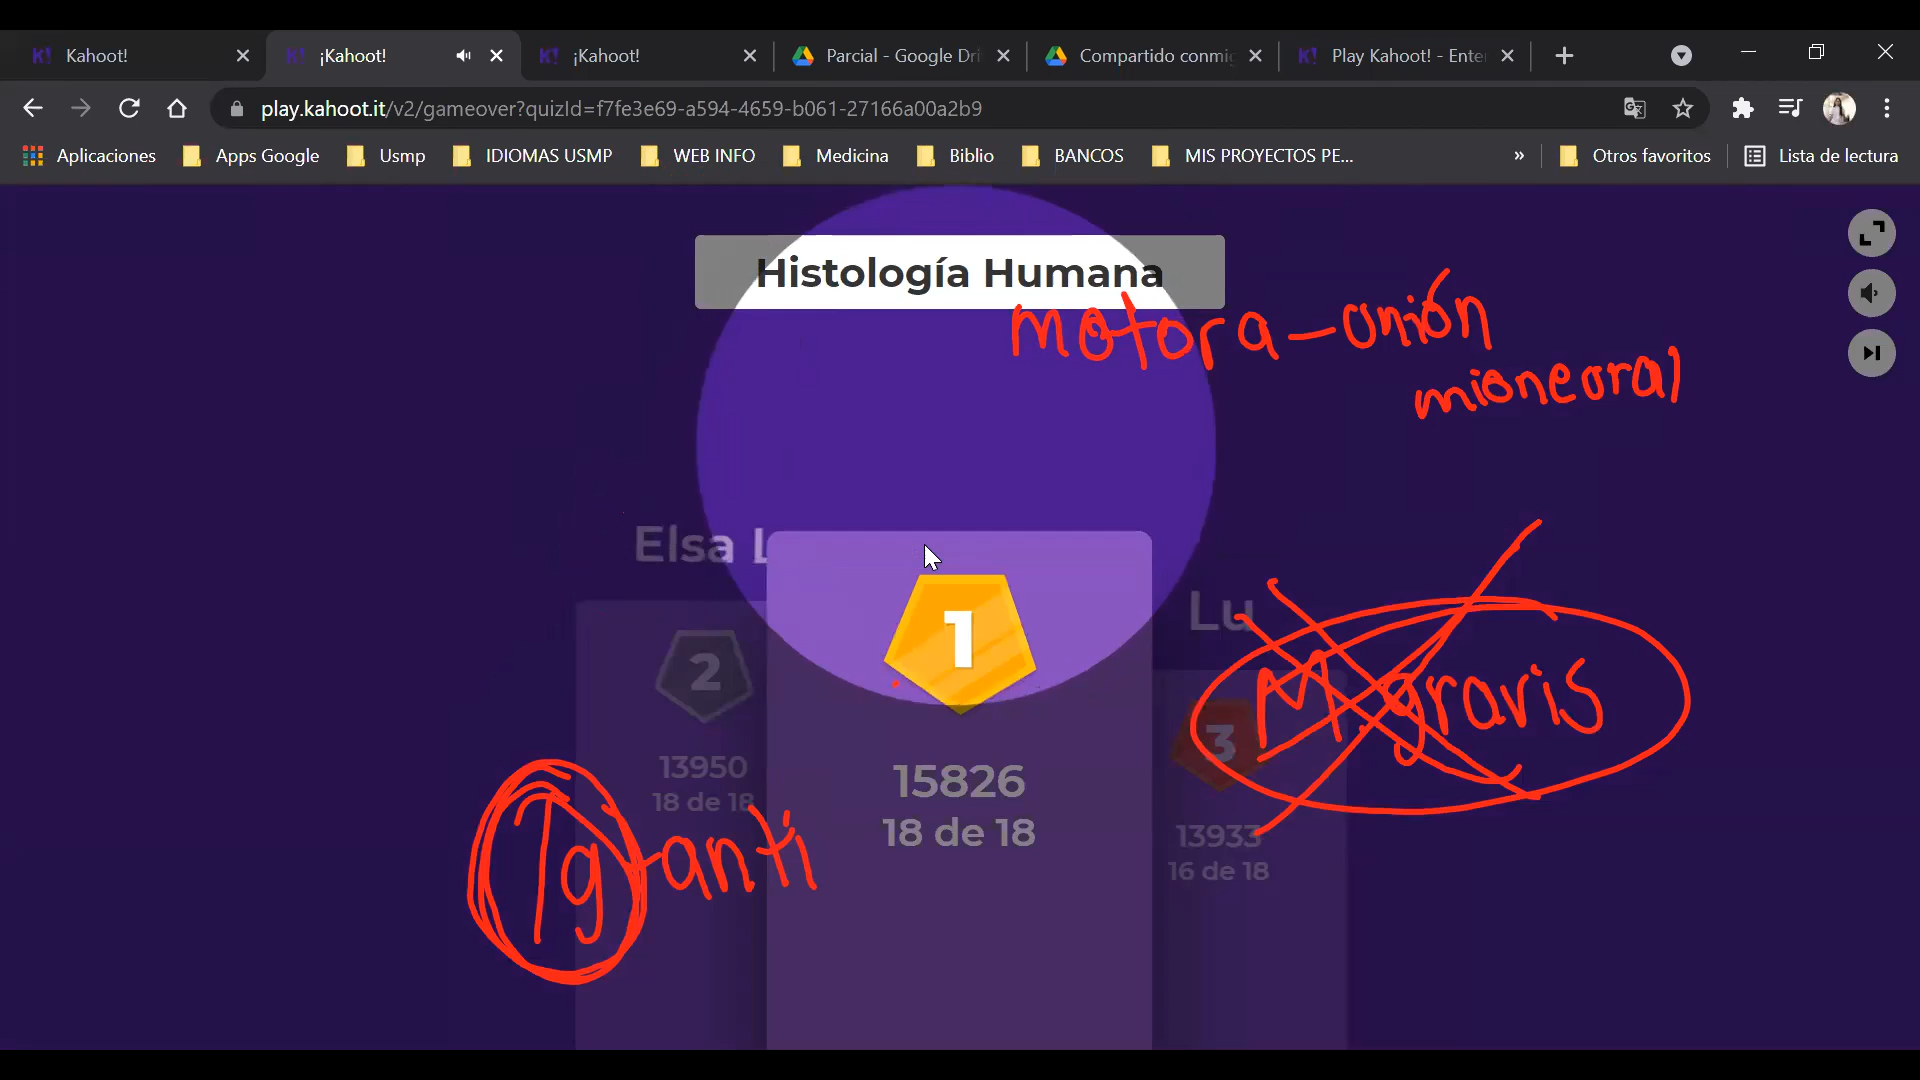 Kahoot!
¡Kahoot!
¡Kahoot!
Parcial - Google Dri
Compartido conmi
Play Kahoot! - Ente
play.kahoot.it/v2/gameover?quizId=f7fe3e69-a594-4659-b061-27166a00a2b9
Aplicaciones
Apps Google
Usmp
IDIOMAS USMP
WEB INFO
Medicina
Biblio
BANCOS
MIS PROYECTOS PE...
»
Otros favoritos
Lista de lectura
Histología Humana
motora - unión
mioneural
Elsa L
Lu
1
2
3
M. gravis
13950
18 de 18
15826
18 de 18
13933
16 de 18
Ig - anti